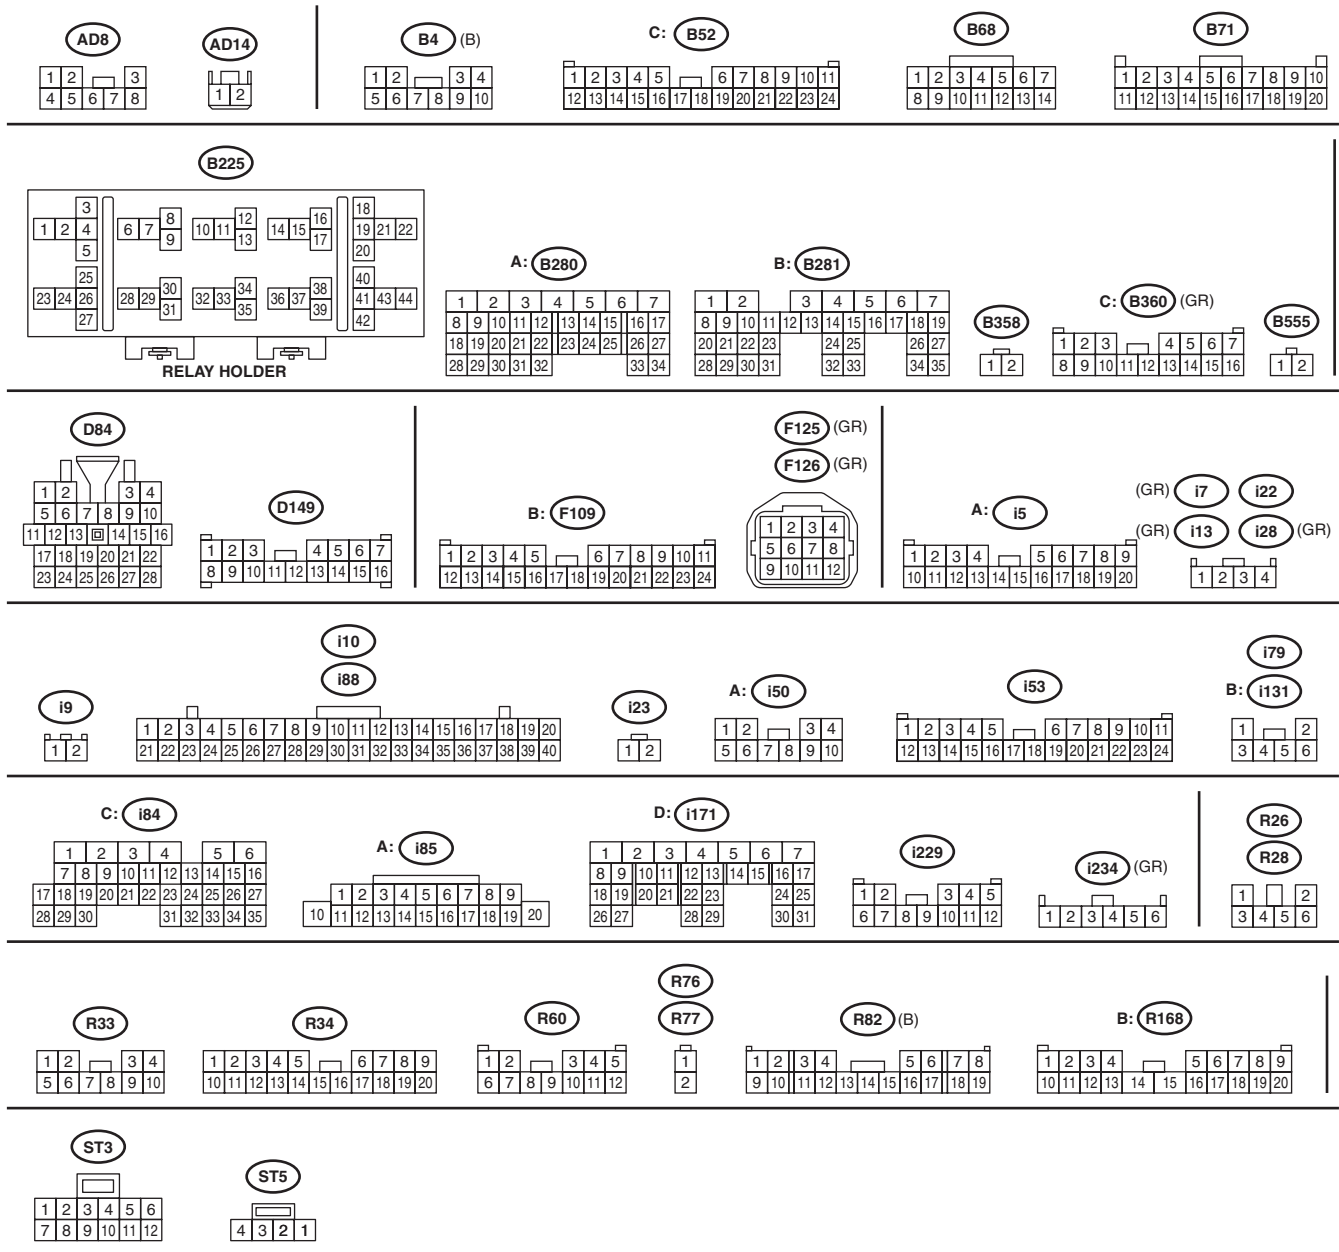 AD8
1 2 3
4 5 6 7 8
AD14
1 2
B4 (B)
1 2 3 4
5 6 7 8 9 10
C: B52
1 2 3 4 5 6 7 8 9 10 11
12 13 14 15 16 17 18 19 20 21 22 23 24
B68
1 2 3 4 5 6 7
8 9 10 11 12 13 14
B71
1 2 3 4 5 6 7 8 9 10
11 12 13 14 15 16 17 18 19 20
B225
3 8 12 16 18
1 2 4 6 7 10 11 14 15 19 21 22
5 9 13 17 20
25 30 34 38 40
23 24 26 28 29 32 33 36 37 41 43 44
27 31 35 39 42
RELAY HOLDER
A: B280
1 2 3 4 5 6 7
8 9 10 11 12 13 14 15 16 17
18 19 20 21 22 23 24 25 26 27
28 29 30 31 32 33 34
B: B281
1 2 3 4 5 6 7
8 9 10 11 12 13 14 15 16 17 18 19
20 21 22 23 24 25 26 27
28 29 30 31 32 33 34 35
B358
1 2
C: B360 (GR)
1 2 3 4 5 6 7
8 9 10 11 12 13 14 15 16
B555
1 2
D84
1 2 3 4
5 6 7 8 9 10
11 12 13 14 15 16
17 18 19 20 21 22
23 24 25 26 27 28
D149
1 2 3 4 5 6 7
8 9 10 11 12 13 14 15 16
B: F109
1 2 3 4 5 6 7 8 9 10 11
12 13 14 15 16 17 18 19 20 21 22 23 24
F125 (GR)
F126 (GR)
1 2 3 4
5 6 7 8
9 10 11 12
A: i5
1 2 3 4 5 6 7 8 9
10 11 12 13 14 15 16 17 18 19 20
(GR) i7 i22
(GR) i13 i28 (GR)
1 2 3 4
i9
1 2
i10
i88
1 2 3 4 5 6 7 8 9 10 11 12 13 14 15 16 17 18 19 20
21 22 23 24 25 26 27 28 29 30 31 32 33 34 35 36 37 38 39 40
i23
1 2
A: i50
1 2 3 4
5 6 7 8 9 10
i53
1 2 3 4 5 6 7 8 9 10 11
12 13 14 15 16 17 18 19 20 21 22 23 24
i79
B: i131
1 2
3 4 5 6
C: i84
1 2 3 4 5 6
7 8 9 10 11 12 13 14 15 16
17 18 19 20 21 22 23 24 25 26 27
28 29 30 31 32 33 34 35
A: i85
1 2 3 4 5 6 7 8 9
10 11 12 13 14 15 16 17 18 19 20
D: i171
1 2 3 4 5 6 7
8 9 10 11 12 13 14 15 16 17
18 19 20 21 22 23 24 25
26 27 28 29 30 31
i229
1 2 3 4 5
6 7 8 9 10 11 12
i234 (GR)
1 2 3 4 5 6
R26
R28
1 2
3 4 5 6
R33
1 2 3 4
5 6 7 8 9 10
R34
1 2 3 4 5 6 7 8 9
10 11 12 13 14 15 16 17 18 19 20
R60
1 2 3 4 5
6 7 8 9 10 11 12
R76
R77
1
2
R82 (B)
1 2 3 4 5 6 7 8
9 10 11 12 13 14 15 16 17 18 19
B: R168
1 2 3 4 5 6 7 8 9
10 11 12 13 14 15 16 17 18 19 20
ST3
1 2 3 4 5 6
7 8 9 10 11 12
ST5
4 3 2 1